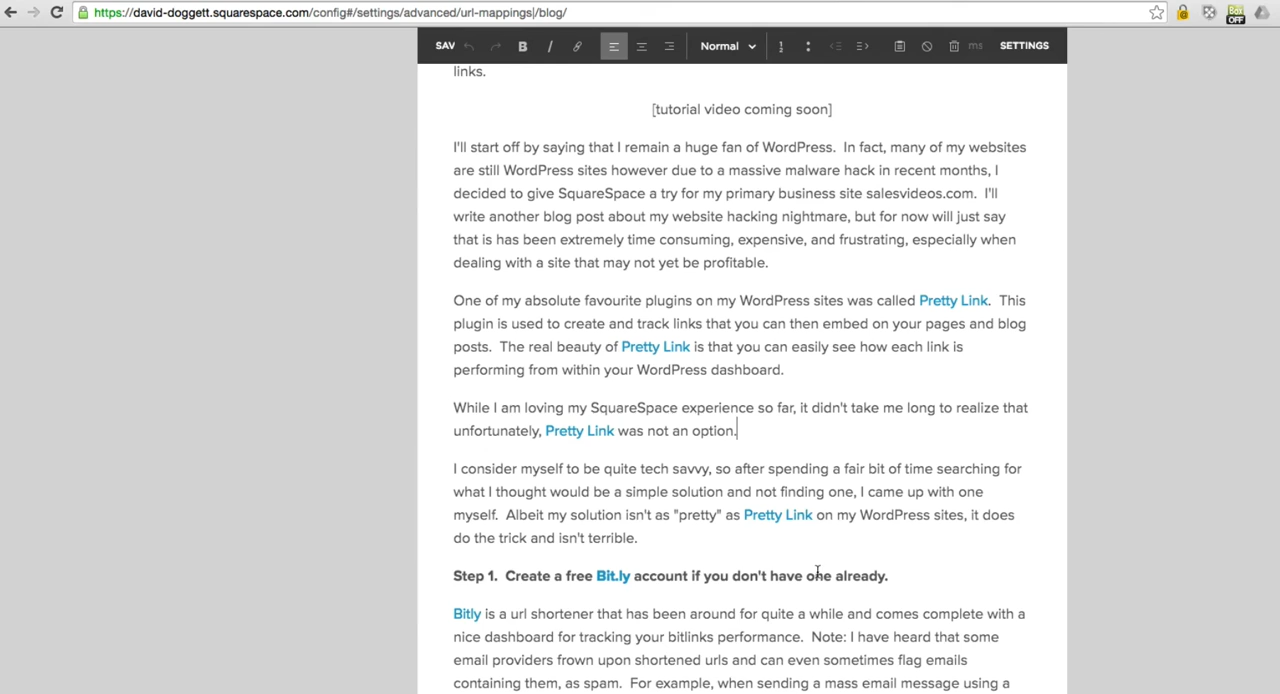 https://david-doggett.squarespace.com/config#/settings/advanced/url-mappings|/blog/
SAV B I Normal ms SETTINGS
links.
[tutorial video coming soon]
I'll start off by saying that I remain a huge fan of WordPress.  In fact, many of my websites
are still WordPress sites however due to a massive malware hack in recent months, I
decided to give SquareSpace a try for my primary business site salesvideos.com.  I'll
write another blog post about my website hacking nightmare, but for now will just say
that is has been extremely time consuming, expensive, and frustrating, especially when
dealing with a site that may not yet be profitable.
One of my absolute favourite plugins on my WordPress sites was called Pretty Link.  This
plugin is used to create and track links that you can then embed on your pages and blog
posts.  The real beauty of Pretty Link is that you can easily see how each link is
performing from within your WordPress dashboard.
While I am loving my SquareSpace experience so far, it didn't take me long to realize that
unfortunately, Pretty Link was not an option.
I consider myself to be quite tech savvy, so after spending a fair bit of time searching for
what I thought would be a simple solution and not finding one, I came up with one
myself.  Albeit my solution isn't as "pretty" as Pretty Link on my WordPress sites, it does
do the trick and isn't terrible.
Step 1.  Create a free Bit.ly account if you don't have one already.
Bitly is a url shortener that has been around for quite a while and comes complete with a
nice dashboard for tracking your bitlinks performance.  Note: I have heard that some
email providers frown upon shortened urls and can even sometimes flag emails
containing them, as spam.  For example, when sending a mass email message using a